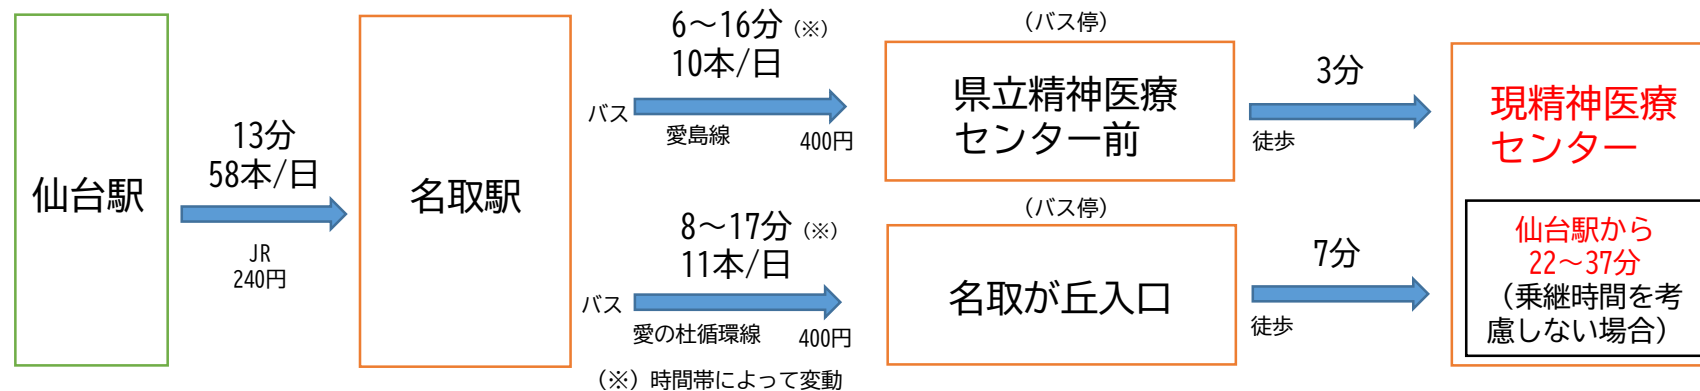 仙台駅
13分
58本/日
JR
240円
名取駅
6～16分（※）
10本/日
バス
愛島線
400円
（バス停）
県立精神医療
センター前
3分
徒歩
8～17分（※）
11本/日
バス
愛の杜循環線
400円
（※）時間帯によって変動
（バス停）
名取が丘入口
7分
徒歩
現精神医療
センター
仙台駅から
22～37分
（乗継時間を考
慮しない場合）